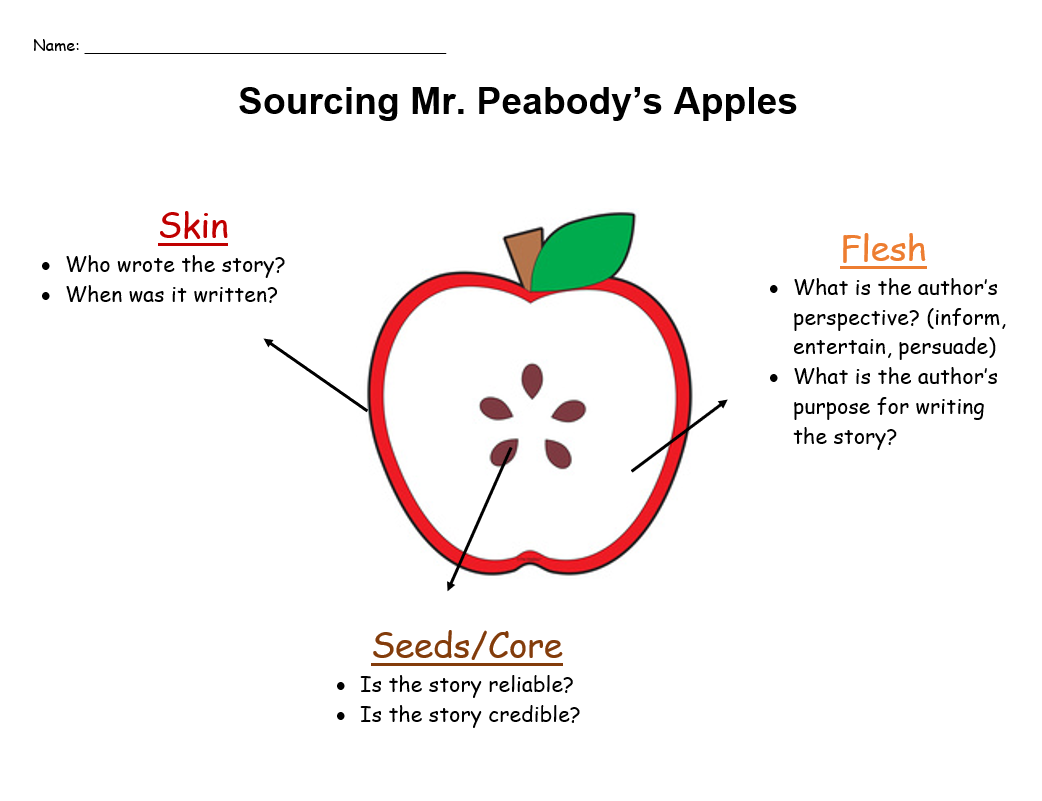 Name: ___________________________________
Sourcing Mr. Peabody’s Apples
Skin
• Who wrote the story?
• When was it written?
Flesh
• What is the author’s
perspective? (inform,
entertain, persuade)
• What is the author’s
purpose for writing
the story?
Seeds/Core
• Is the story reliable?
• Is the story credible?